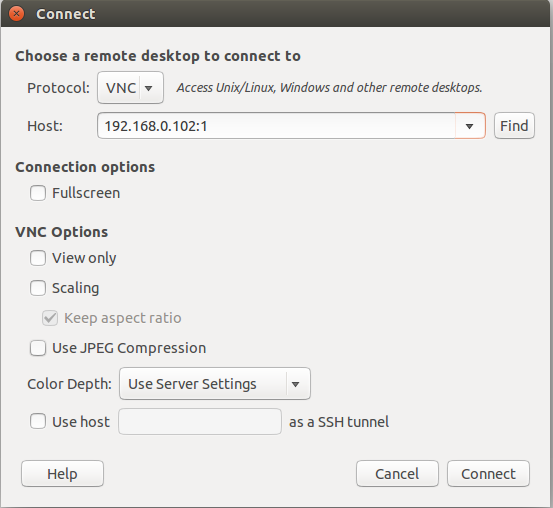 Connect
Choose a remote desktop to connect to
Protocol: VNC Access Unix/Linux, Windows and other remote desktops.
Host: 192.168.0.102:1 Find
Connection options
Fullscreen
VNC Options
View only
Scaling
Keep aspect ratio
Use JPEG Compression
Color Depth: Use Server Settings
Use host as a SSH tunnel
Help Cancel Connect